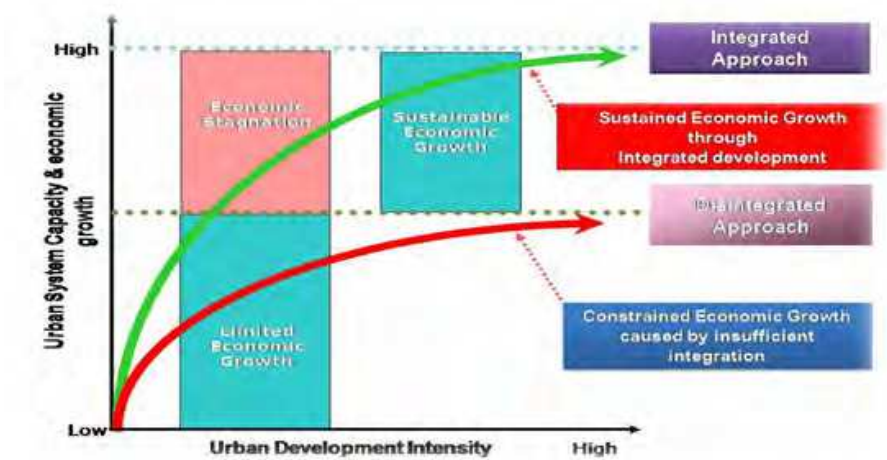 High
Urban System Capacity & economic
growth
Low
Urban Development Intensity
High
Economic
Stagnation
Sustainable
Economic
Growth
Limited
Economic
Growth
Integrated
Approach
Sustained Economic Growth
through
Integrated development
Disintegrated
Approach
Constrained Economic Growth
caused by insufficient
integration